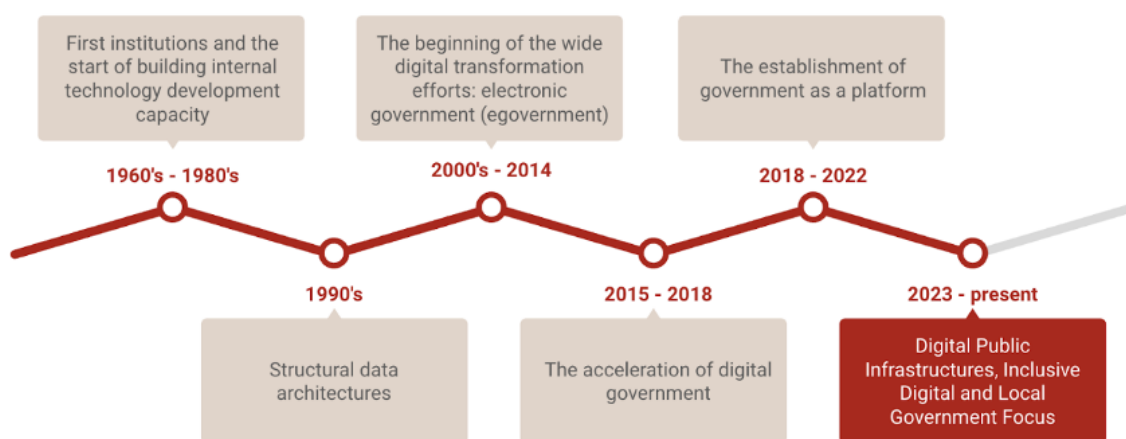 First institutions and the
start of building internal
technology development
capacity
1960's - 1980's
1990's
Structural data
architectures
The beginning of the wide
digital transformation
efforts: electronic
government (egovernment)
2000's - 2014
2015 - 2018
The acceleration of digital
government
The establishment of
government as a platform
2018 - 2022
2023 - present
Digital Public
Infrastructures, Inclusive
Digital and Local
Government Focus